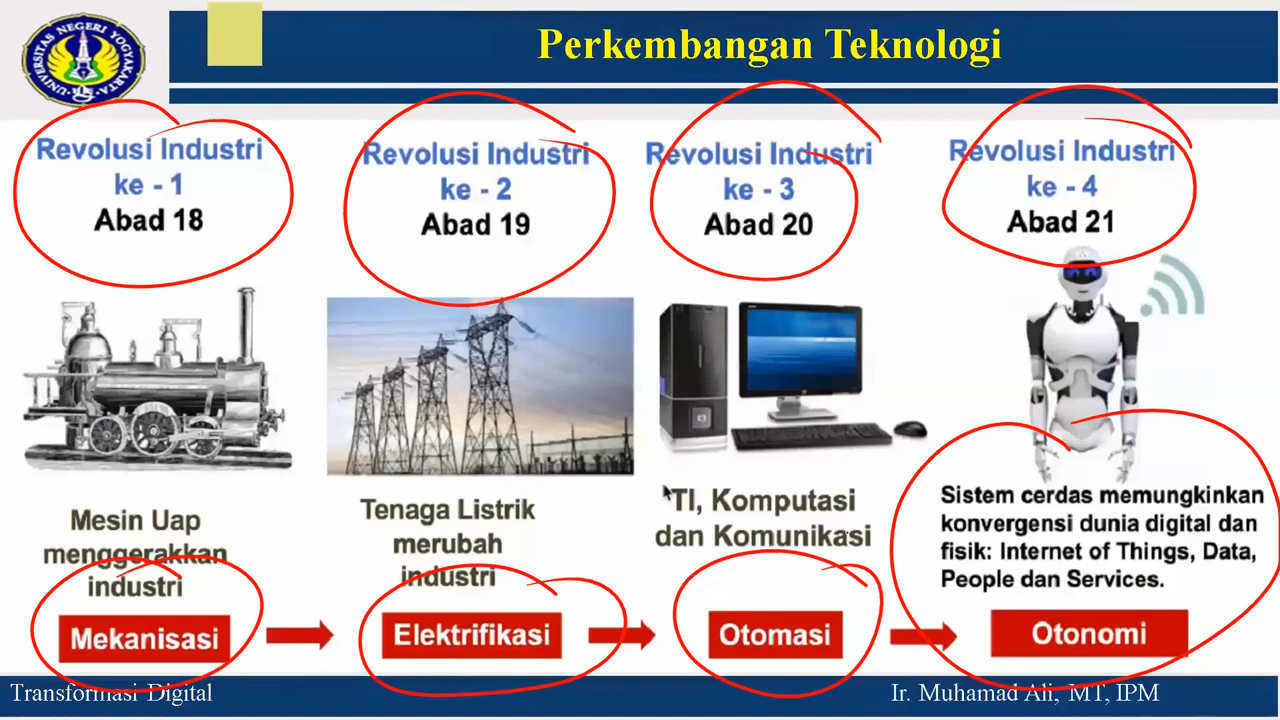 UNIVERSITAS NEGERI YOGYAKARTA
Perkembangan Teknologi
Revolusi Industri
ke - 1
Abad 18
Revolusi Industri
ke - 2
Abad 19
Revolusi Industri
ke - 3
Abad 20
Revolusi Industri
ke - 4
Abad 21
Mesin Uap
menggerakkan
industri
Tenaga Listrik
merubah
industri
TI, Komputasi
dan Komunikasi
Sistem cerdas memungkinkan
konvergensi dunia digital dan
fisik: Internet of Things, Data,
People dan Services.
Mekanisasi
Elektrifikasi
Otomasi
Otonomi
Transformasi Digital
Ir. Muhamad Ali, MT, IPM